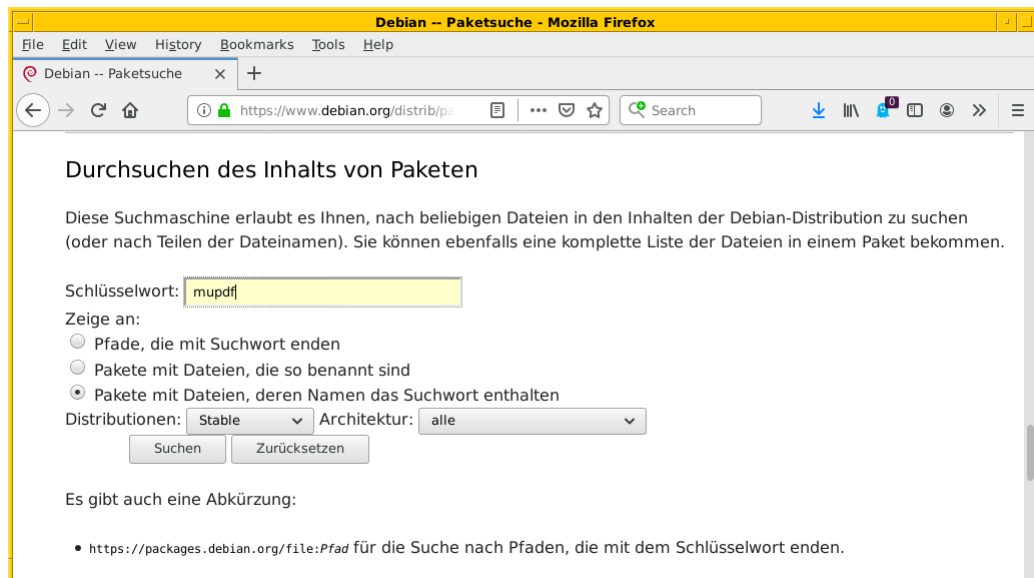 Debian -- Paketsuche - Mozilla Firefox
File Edit View History Bookmarks Tools Help
Debian -- Paketsuche × +
https://www.debian.org/distrib/pa ••• Search 0
Durchsuchen des Inhalts von Paketen
Diese Suchmaschine erlaubt es Ihnen, nach beliebigen Dateien in den Inhalten der Debian-Distribution zu suchen
(oder nach Teilen der Dateinamen). Sie können ebenfalls eine komplette Liste der Dateien in einem Paket bekommen.
Schlüsselwort: mupdf
Zeige an:
Pfade, die mit Suchwort enden
Pakete mit Dateien, die so benannt sind
Pakete mit Dateien, deren Namen das Suchwort enthalten
Distributionen: Stable Architektur: alle
Suchen Zurücksetzen
Es gibt auch eine Abkürzung:
• https://packages.debian.org/file:Pfad für die Suche nach Pfaden, die mit dem Schlüsselwort enden.